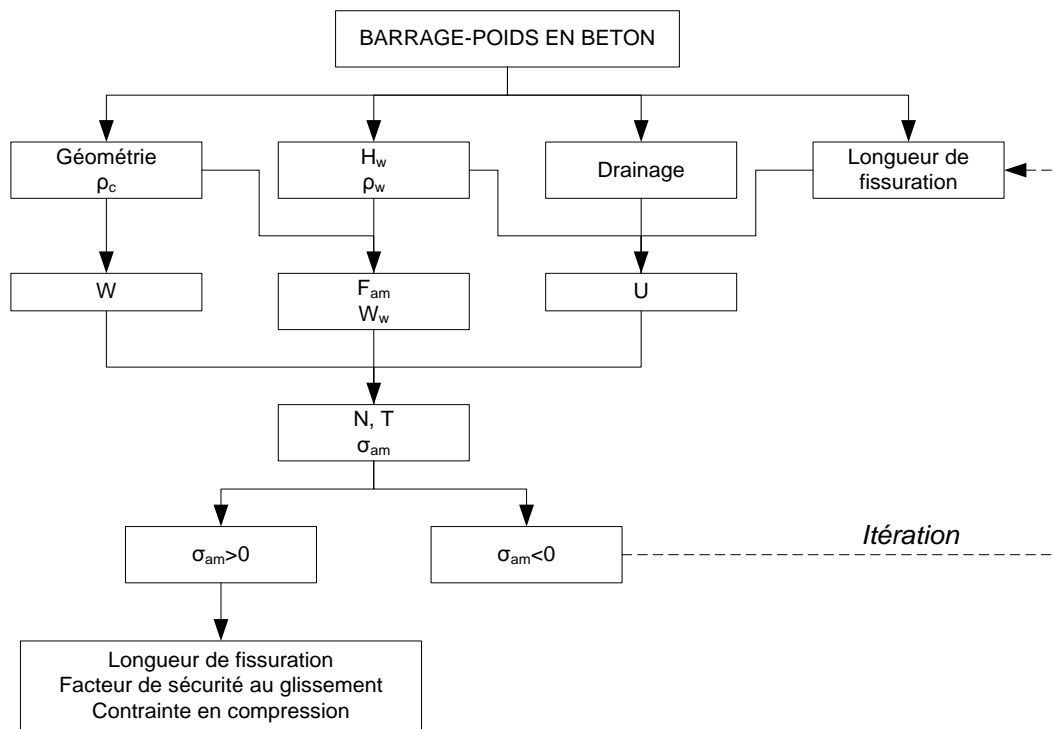 BARRAGE-POIDS EN BETON
Géométrie
ρc
Hw
ρw
Drainage
Longueur de
fissuration
W
Fam
Ww
U
N, T
σam
σam>0
σam<0
Itération
Longueur de fissuration
Facteur de sécurité au glissement
Contrainte en compression